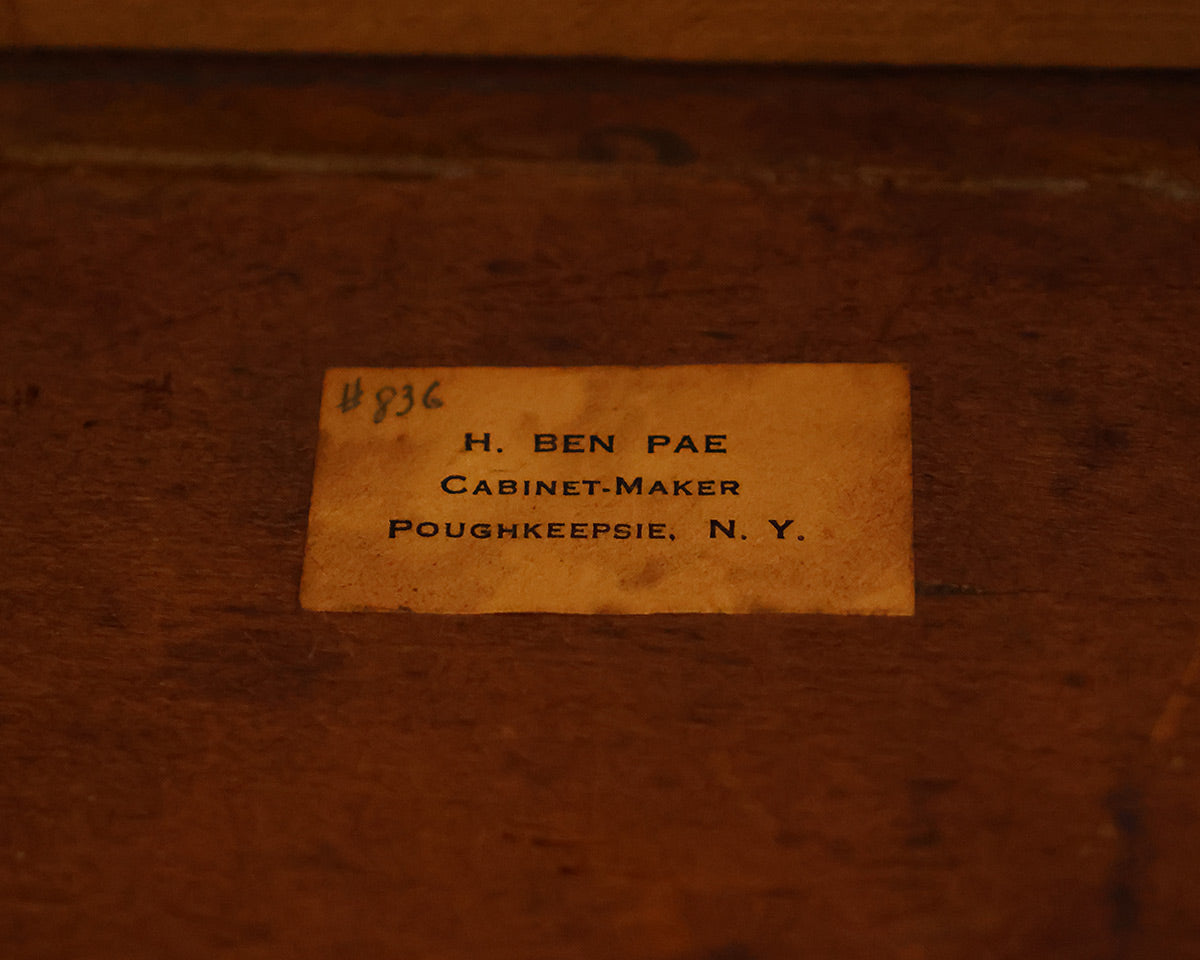 #836
H. BEN PAE
CABINET-MAKER
POUGHKEEPSIE, N. Y.